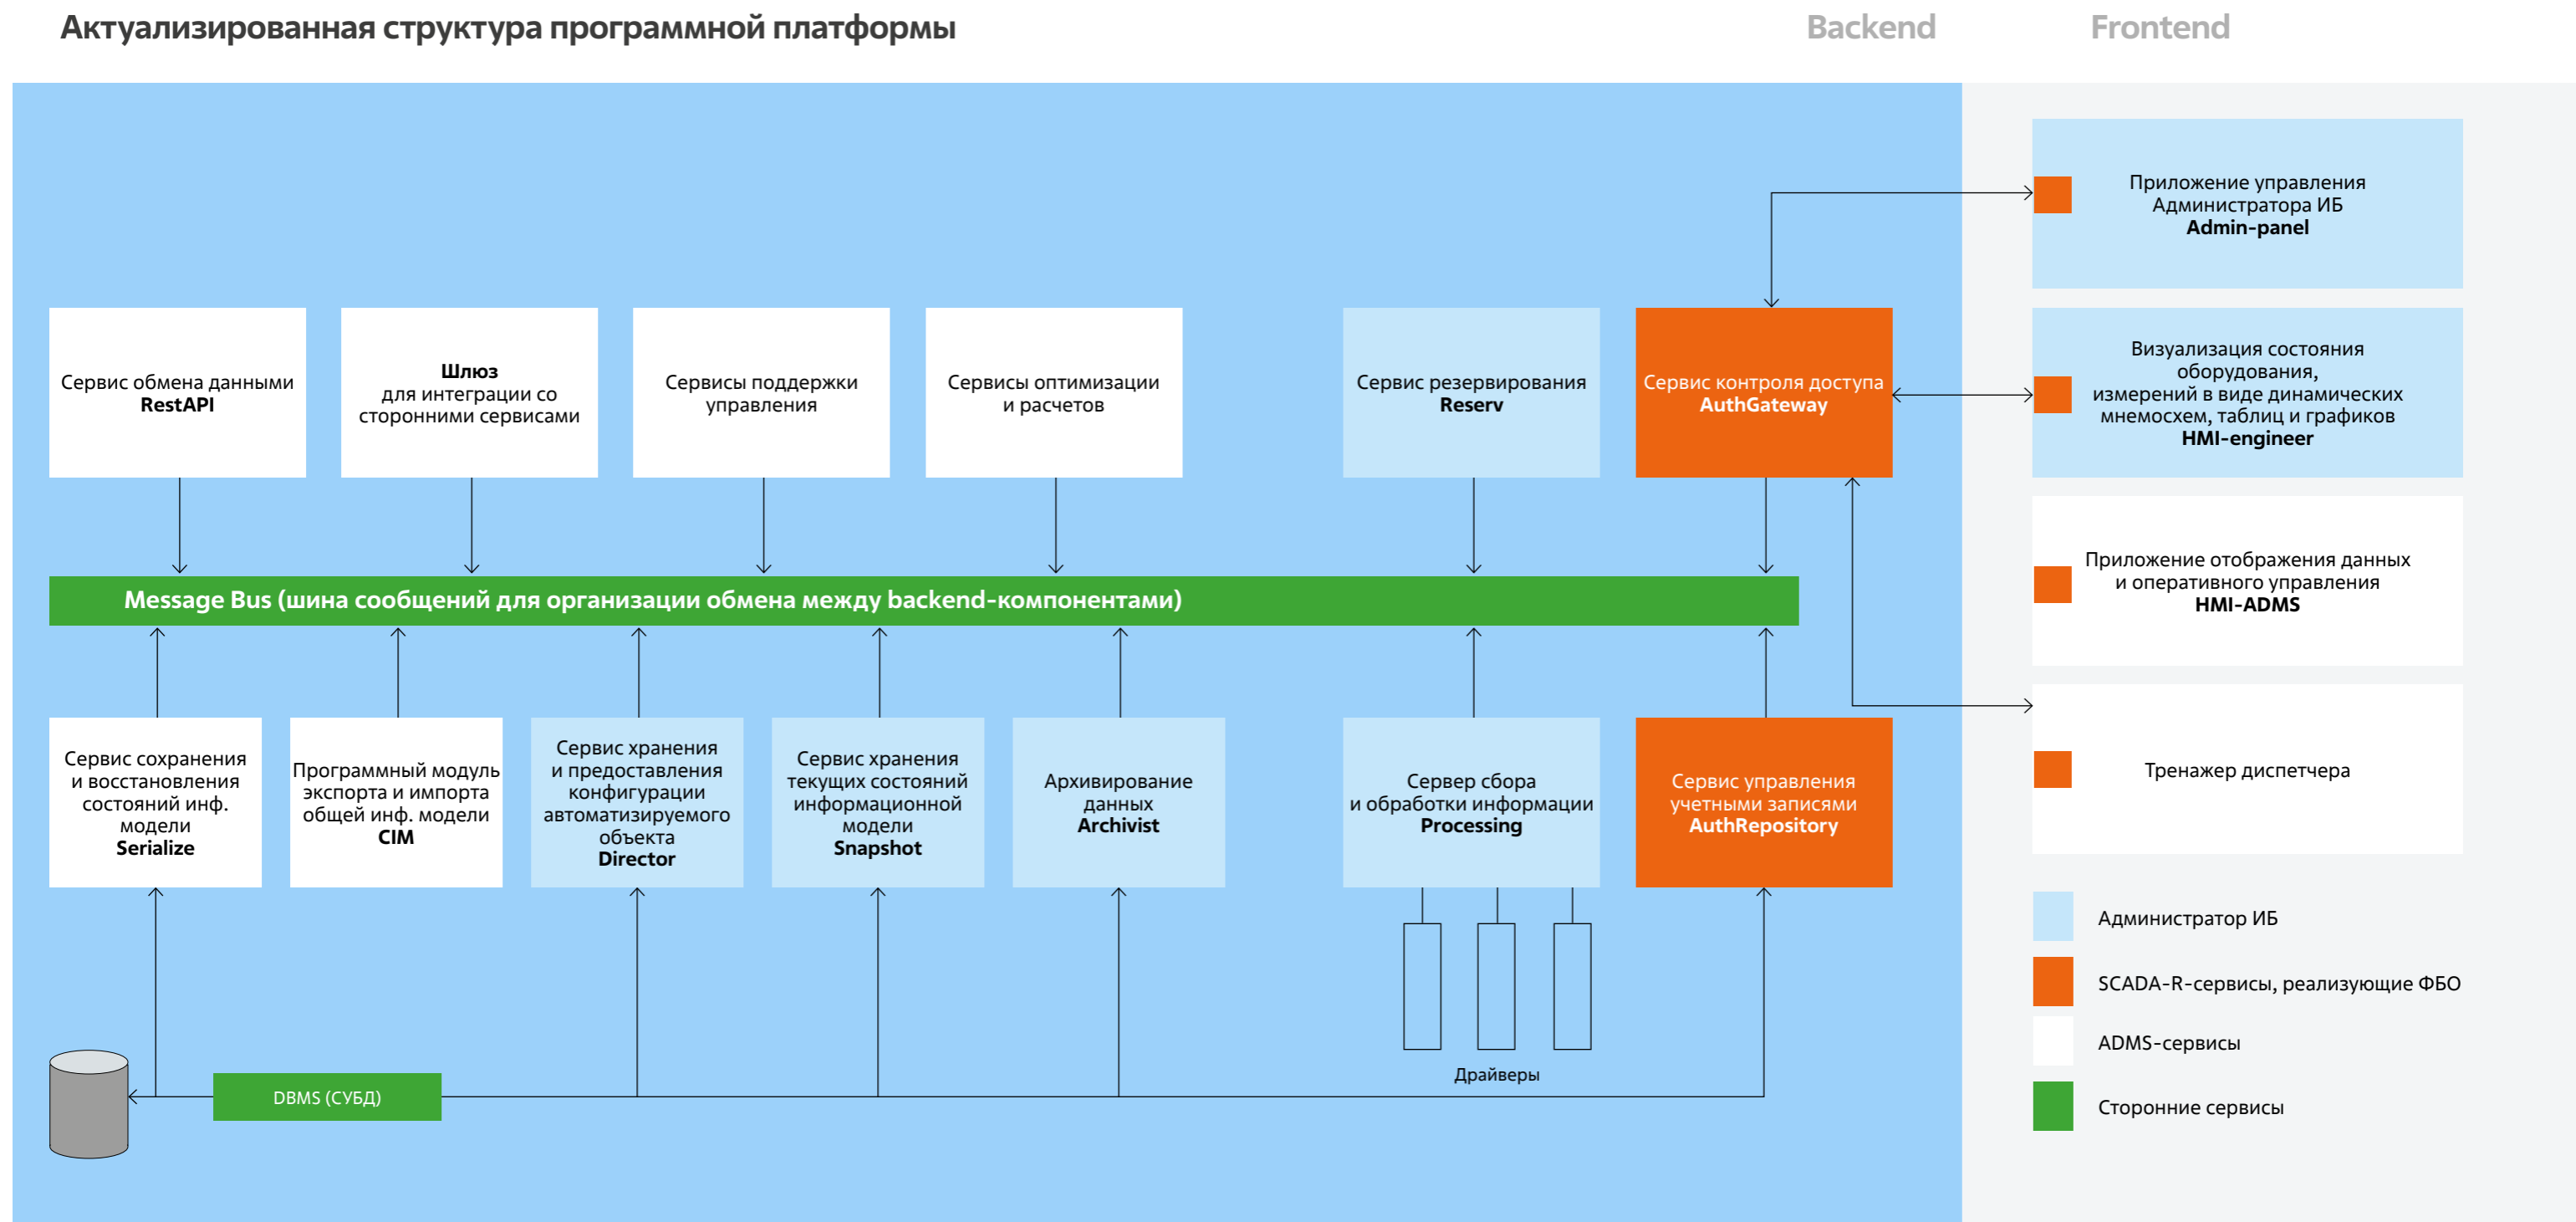 Актуализированная структура программной платформы
Backend
Frontend
Приложение управления
Администратора ИБ
Admin-panel
Сервис обмена данными
RestAPI
Шлюз
для интеграции со
сторонними сервисами
Сервисы поддержки
управления
Сервисы оптимизации
и расчетов
Сервис резервирования
Reserv
Сервис контроля доступа
AuthGateway
Визуализация состояния
оборудования,
измерений в виде динамических
мнемосхем, таблиц и графиков
HMI-engineer
Приложение отображения данных
и оперативного управления
HMI-ADMS
Message Bus (шина сообщений для организации обмена между backend-компонентами)
Сервис сохранения
и восстановления
состояний инф.
модели
Serialize
Программный модуль
экспорта и импорта
общей инф. модели
CIM
Сервис хранения
и предоставления
конфигурации
автоматизируемого
объекта
Director
Сервис хранения
текущих состояний
информационной
модели
Snapshot
Архивирование
данных
Archivist
Сервер сбора
и обработки информации
Processing
Сервис управления
учетными записями
AuthRepository
Тренажер диспетчера
Драйверы
DBMS (СУБД)
Администратор ИБ
SCADA-R-сервисы, реализующие ФБО
ADMS-сервисы
Сторонние сервисы